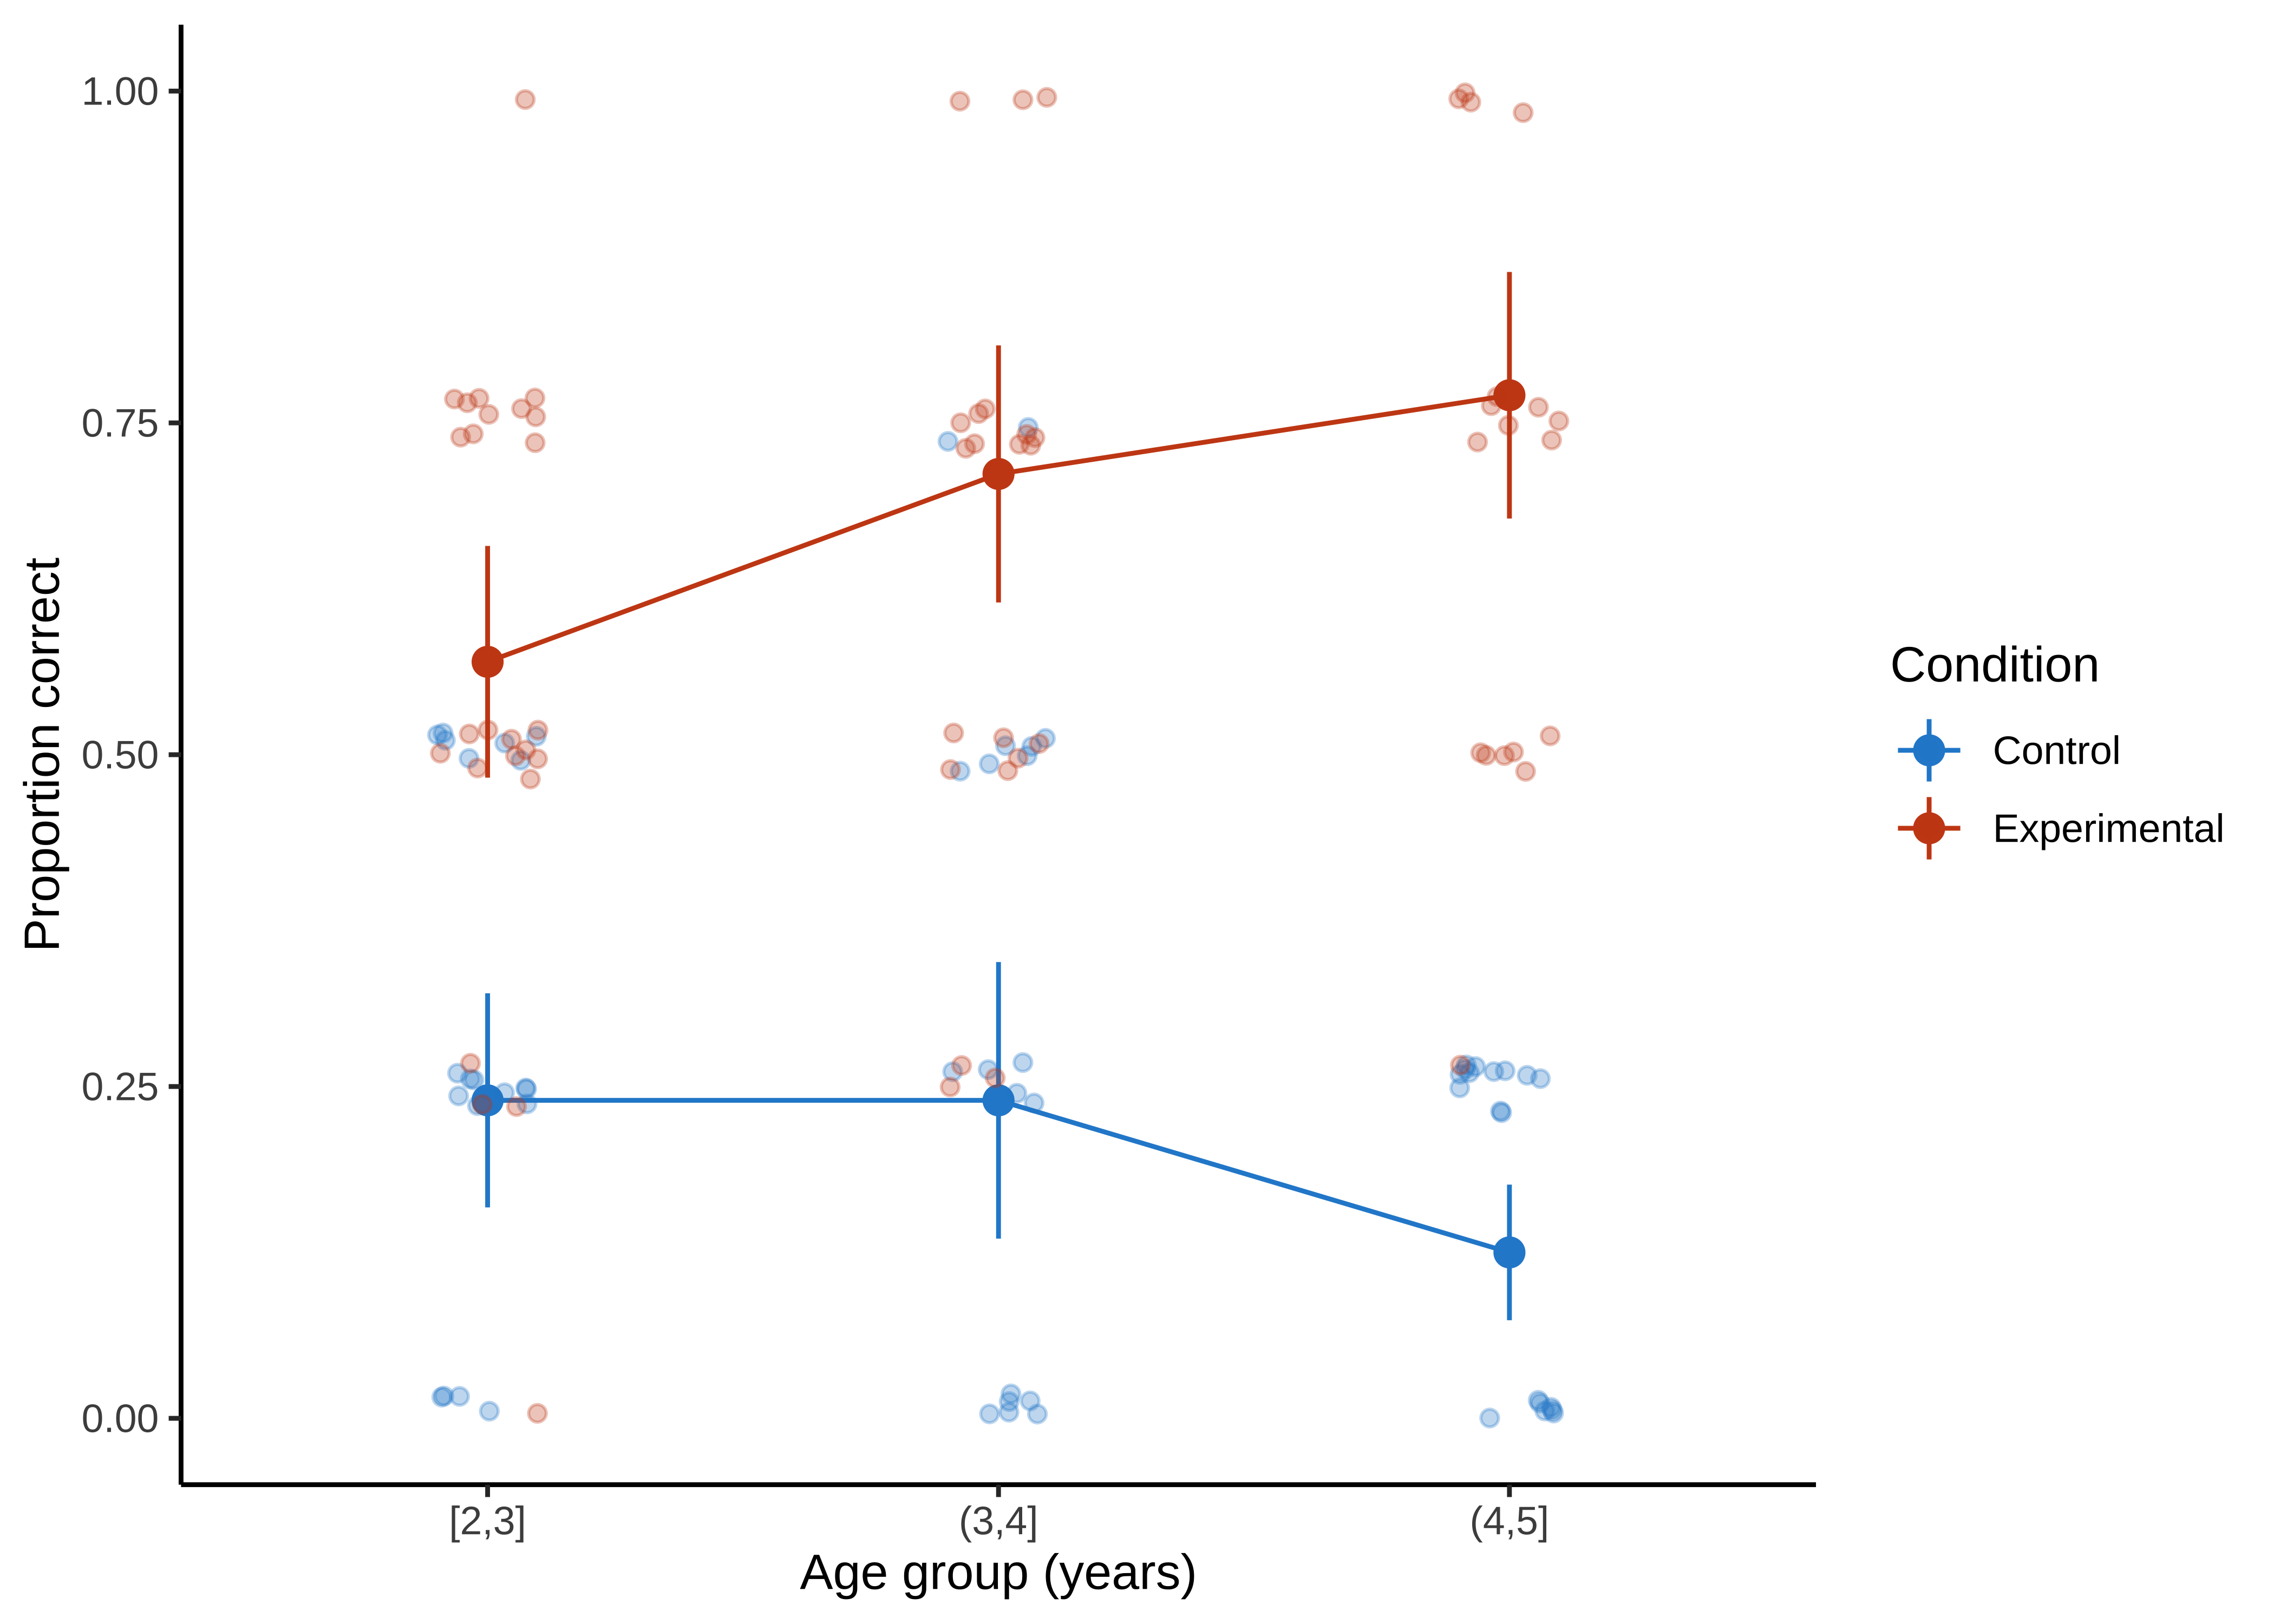 1.00
0.75
0.50
0.25
0.00
Proportion correct
[2,3]
(3,4]
(4,5]
Age group (years)
Condition
Control
Experimental